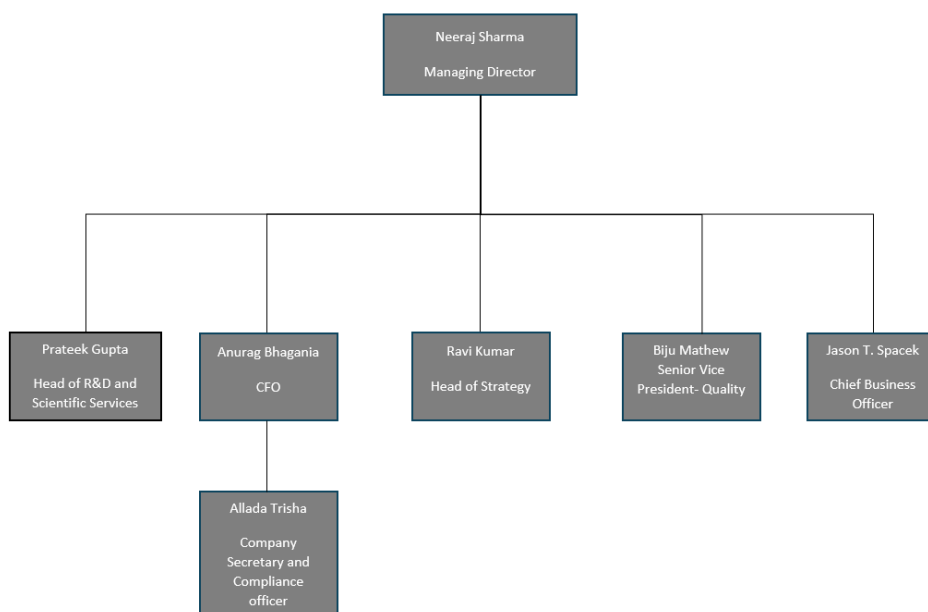 Neeraj Sharma
Managing Director
Prateek Gupta
Head of R&D and
Scientific Services
Anurag Bhagania
CFO
Ravi Kumar
Head of Strategy
Biju Mathew
Senior Vice
President- Quality
Jason T. Spacek
Chief Business
Officer
Allada Trisha
Company
Secretary and
Compliance
officer